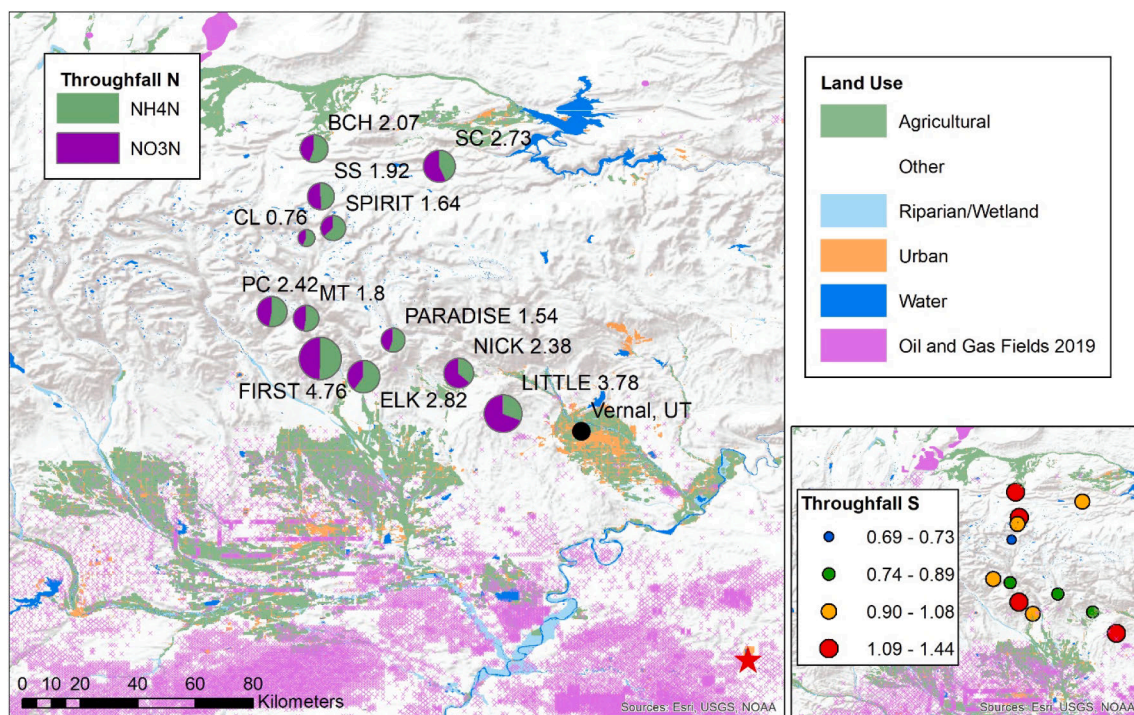 Throughfall N
NH4N
NO3N
BCH 2.07
SC 2.73
SS 1.92
SPIRIT 1.64
CL 0.76
PC 2.42
MT 1.8
PARADISE 1.54
NICK 2.38
FIRST 4.76
ELK 2.82
LITTLE 3.78
Vernal, UT
0 5 10 20 40 60 80
Kilometers
Sources: Esri, USGS, NOAA
Land Use
Agricultural
Other
Riparian/Wetland
Urban
Water
Oil and Gas Fields 2019
Throughfall S
0.69 - 0.73
0.74 - 0.89
0.90 - 1.08
1.09 - 1.44
Sources: Esri, USGS, NOAA